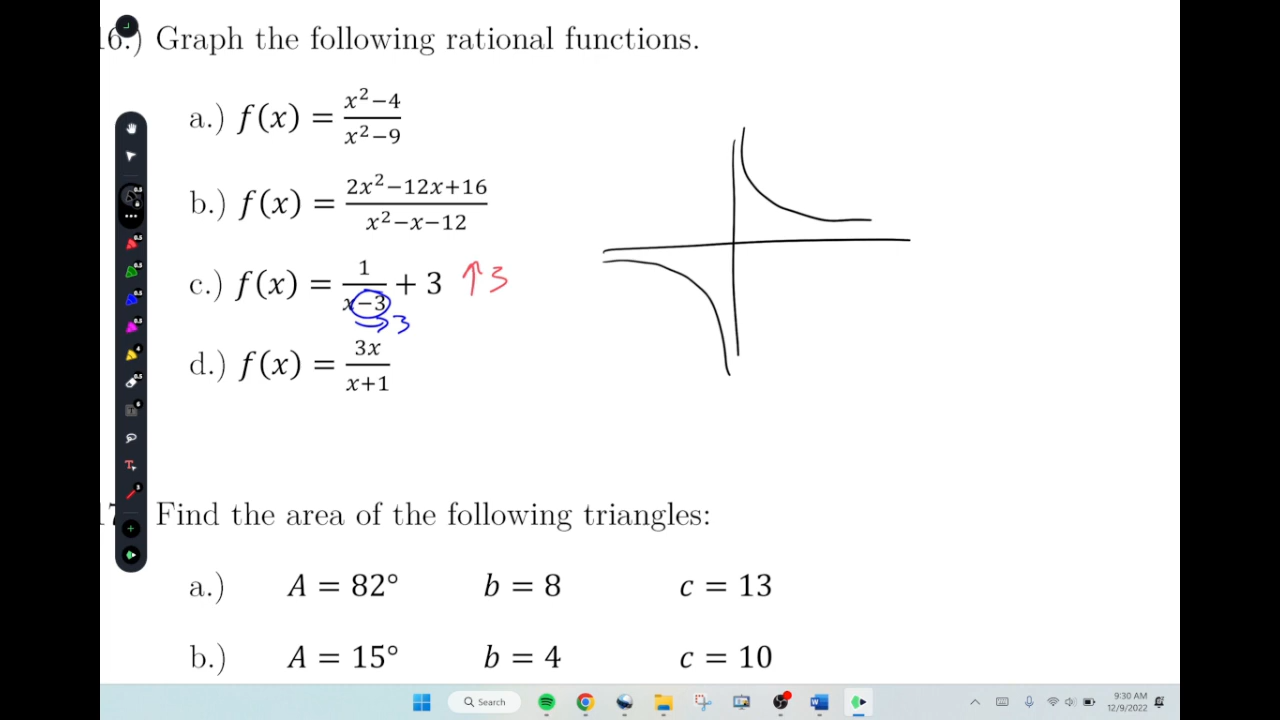 16.) Graph the following rational functions.
a.) f(x) = x²−4 / x²−9
b.) f(x) = 2x²−12x+16 / x²−x−12
c.) f(x) = 1 / x−3 + 3 ↑3
→3
d.) f(x) = 3x / x+1
Find the area of the following triangles:
a.) A = 82° b = 8 c = 13
b.) A = 15° b = 4 c = 10
Search
9:30 AM
12/9/2022